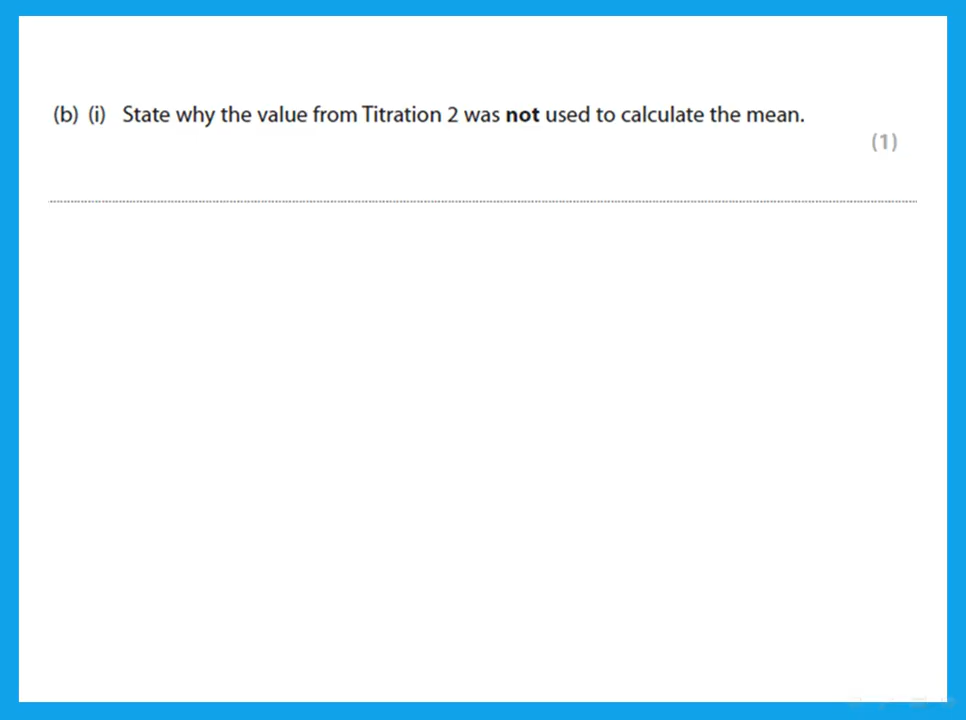 (b) (i) State why the value from Titration 2 was not used to calculate the mean.
(1)